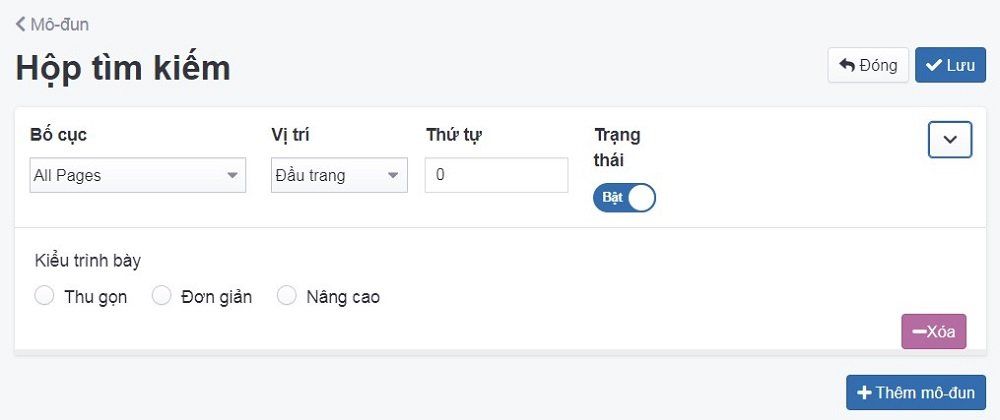 Mô-đun
Hộp tìm kiếm
Đóng
Lưu
Bố cục
Vị trí
Thứ tự
Trạng
thái
All Pages
Đầu trang
0
Bật
Kiểu trình bày
Thu gọn
Đơn giản
Nâng cao
Xóa
Thêm mô-đun